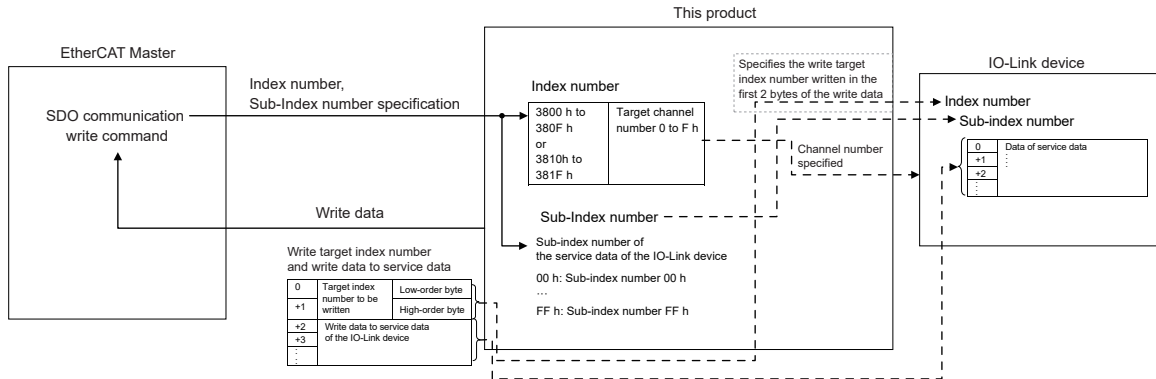 This product
EtherCAT Master
SDO communication
write command
Index number,
Sub-Index number specification
Write data
Write target index number
and write data to service data
0
Target index
number to be
written
Low-order byte
+1
High-order byte
+2
Write data to service data
of the IO-Link device
+3
⋮
Index number
3800 h to
380F h
or
3810h to
381F h
Target channel
number 0 to F h
Sub-Index number
Sub-index number of
the service data of the IO-Link device
00 h: Sub-index number 00 h
…
FF h: Sub-index number FF h
Specifies the write target
index number written in the
first 2 bytes of the write data
Channel number
specified
IO-Link device
Index number
Sub-index number
0
Data of service data
+1
⋮
+2
⋮